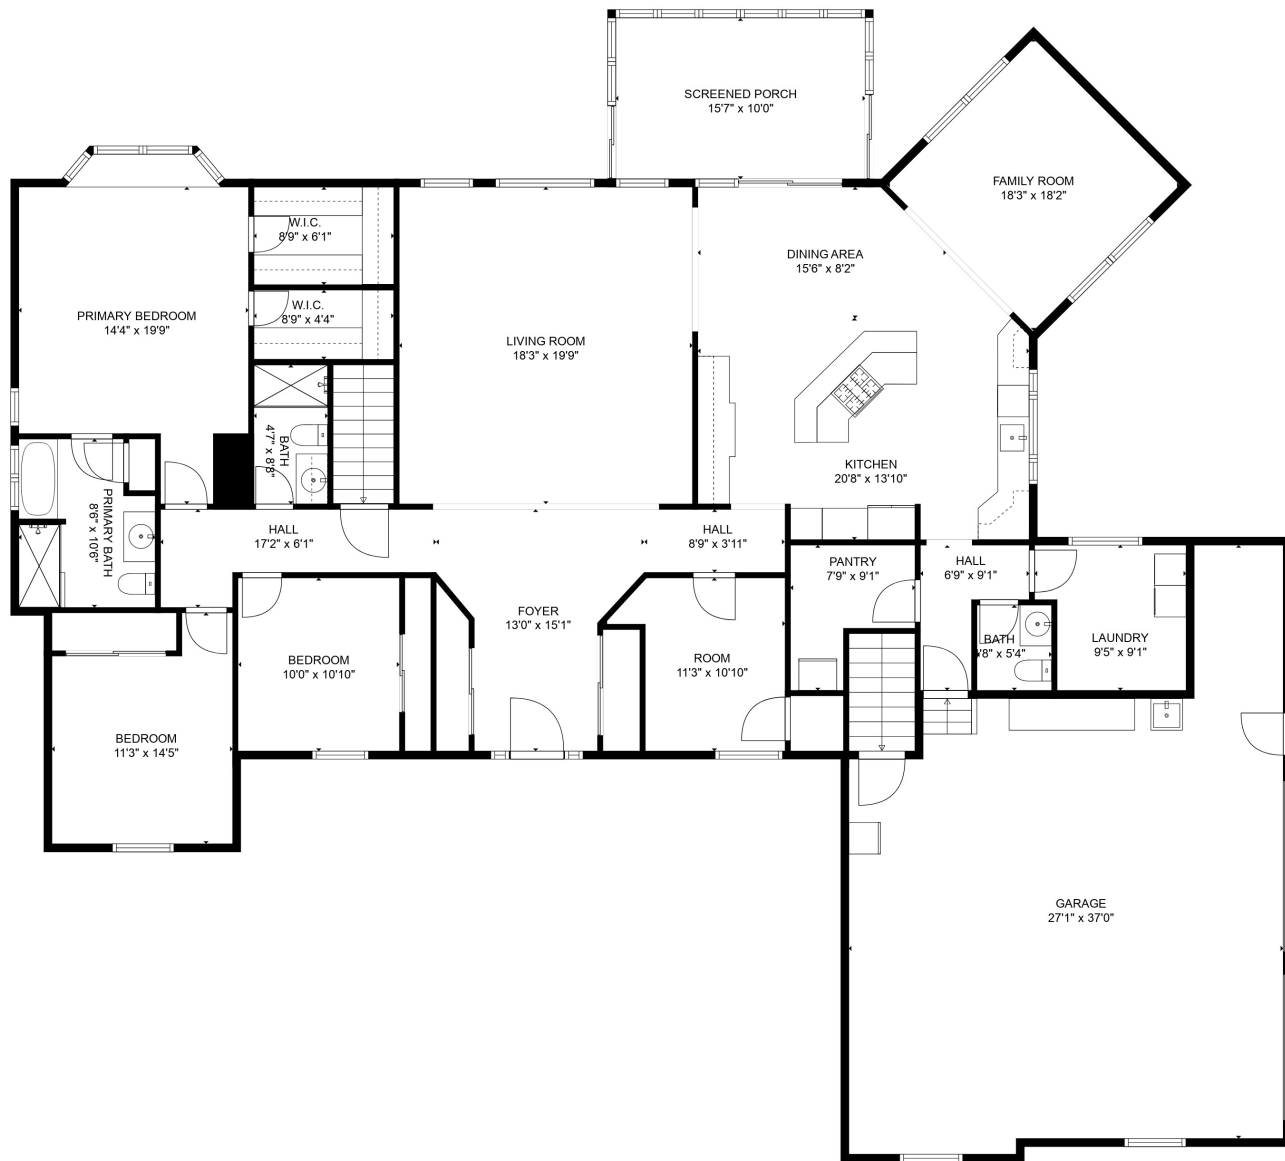 SCREENED PORCH
15'7" x 10'0"
FAMILY ROOM
18'3" x 18'2"
W.I.C.
8'9" x 6'1"
DINING AREA
15'6" x 8'2"
W.I.C.
8'9" x 4'4"
PRIMARY BEDROOM
14'4" x 19'9"
LIVING ROOM
18'3" x 19'9"
BATH
4'7" x 8'8"
KITCHEN
20'8" x 13'10"
PRIMARY BATH
8'6" x 10'6"
HALL
17'2" x 6'1"
HALL
8'9" x 3'11"
PANTRY
7'9" x 9'1"
HALL
6'9" x 9'1"
FOYER
13'0" x 15'1"
BATH
'8" x 5'4"
LAUNDRY
9'5" x 9'1"
BEDROOM
10'0" x 10'10"
ROOM
11'3" x 10'10"
BEDROOM
11'3" x 14'5"
GARAGE
27'1" x 37'0"